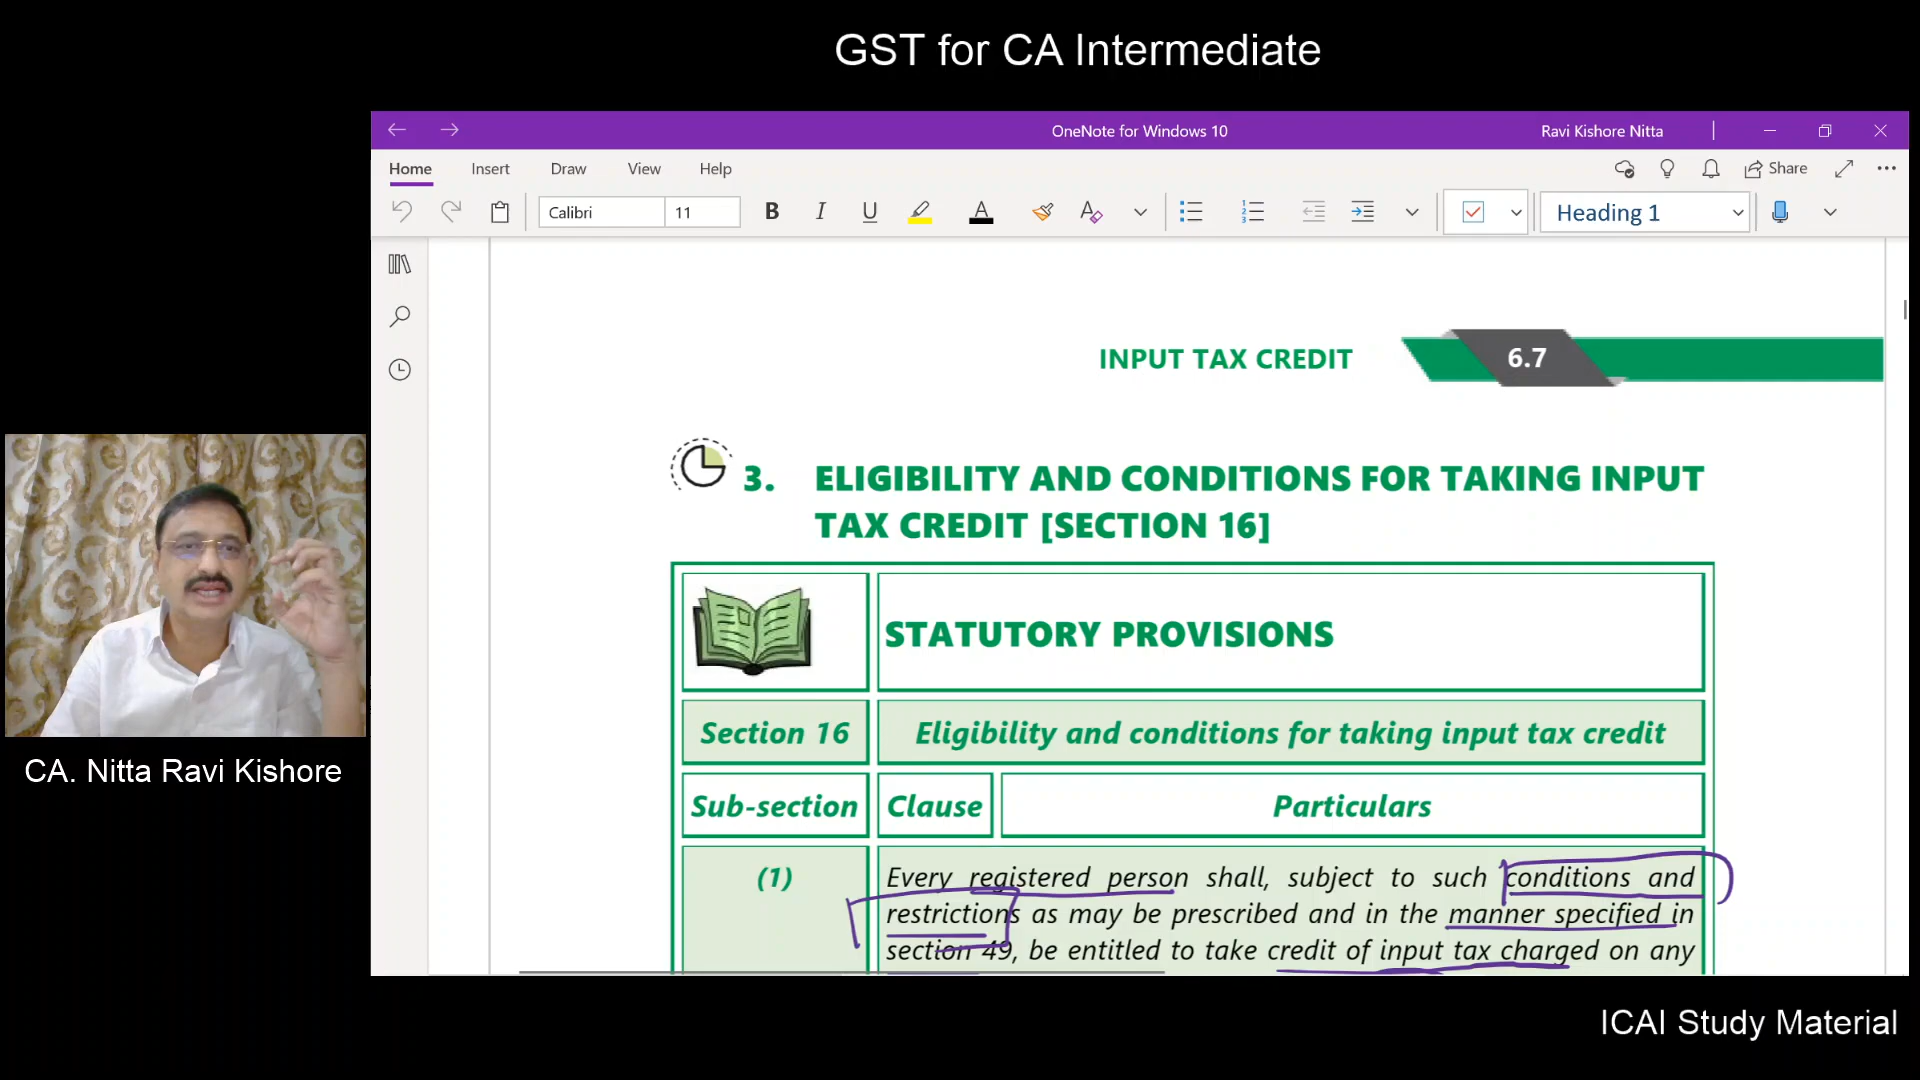 GST for CA Intermediate
OneNote for Windows 10
Ravi Kishore Nitta
Home Insert Draw View Help
Share
Calibri 11 B I U A A Heading 1
INPUT TAX CREDIT 6.7
3. ELIGIBILITY AND CONDITIONS FOR TAKING INPUT
TAX CREDIT [SECTION 16]
STATUTORY PROVISIONS
Section 16 Eligibility and conditions for taking input tax credit
Sub-section Clause Particulars
(1) Every registered person shall, subject to such conditions and
restrictions as may be prescribed and in the manner specified in
section 49, be entitled to take credit of input tax charged on any
CA. Nitta Ravi Kishore
ICAI Study Material